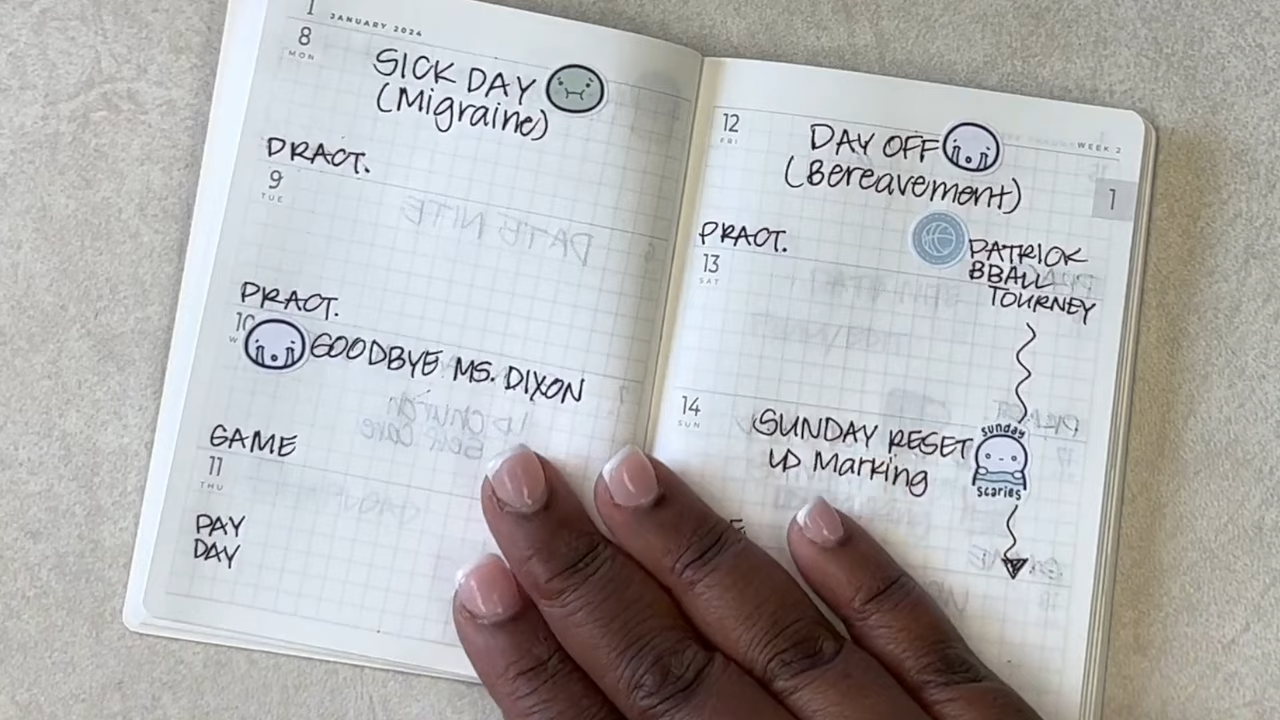 1 JANUARY 2024
8
MON
SICK DAY
(Migraine)
PRACT.
9
TUE
PRACT.
10
W
GOODBYE MS. DIXON
GAME
11
THU
PAY
DAY
WEEK 2
1
12
FRI
DAY OFF
(Bereavement)
PRACT.
PATRICK
BBALL
TOURNEY
13
SAT
14
SUN
SUNDAY RESET
Marking
sunday
scaries